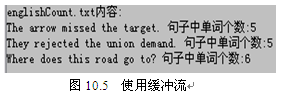 englishCount.txt内容:
The arrow missed the target. 句子中单词个数:5
They rejected the union demand. 句子中单词个数:5
Where does this road go to? 句子中单词个数:6
图 10.5 使用缓冲流↵